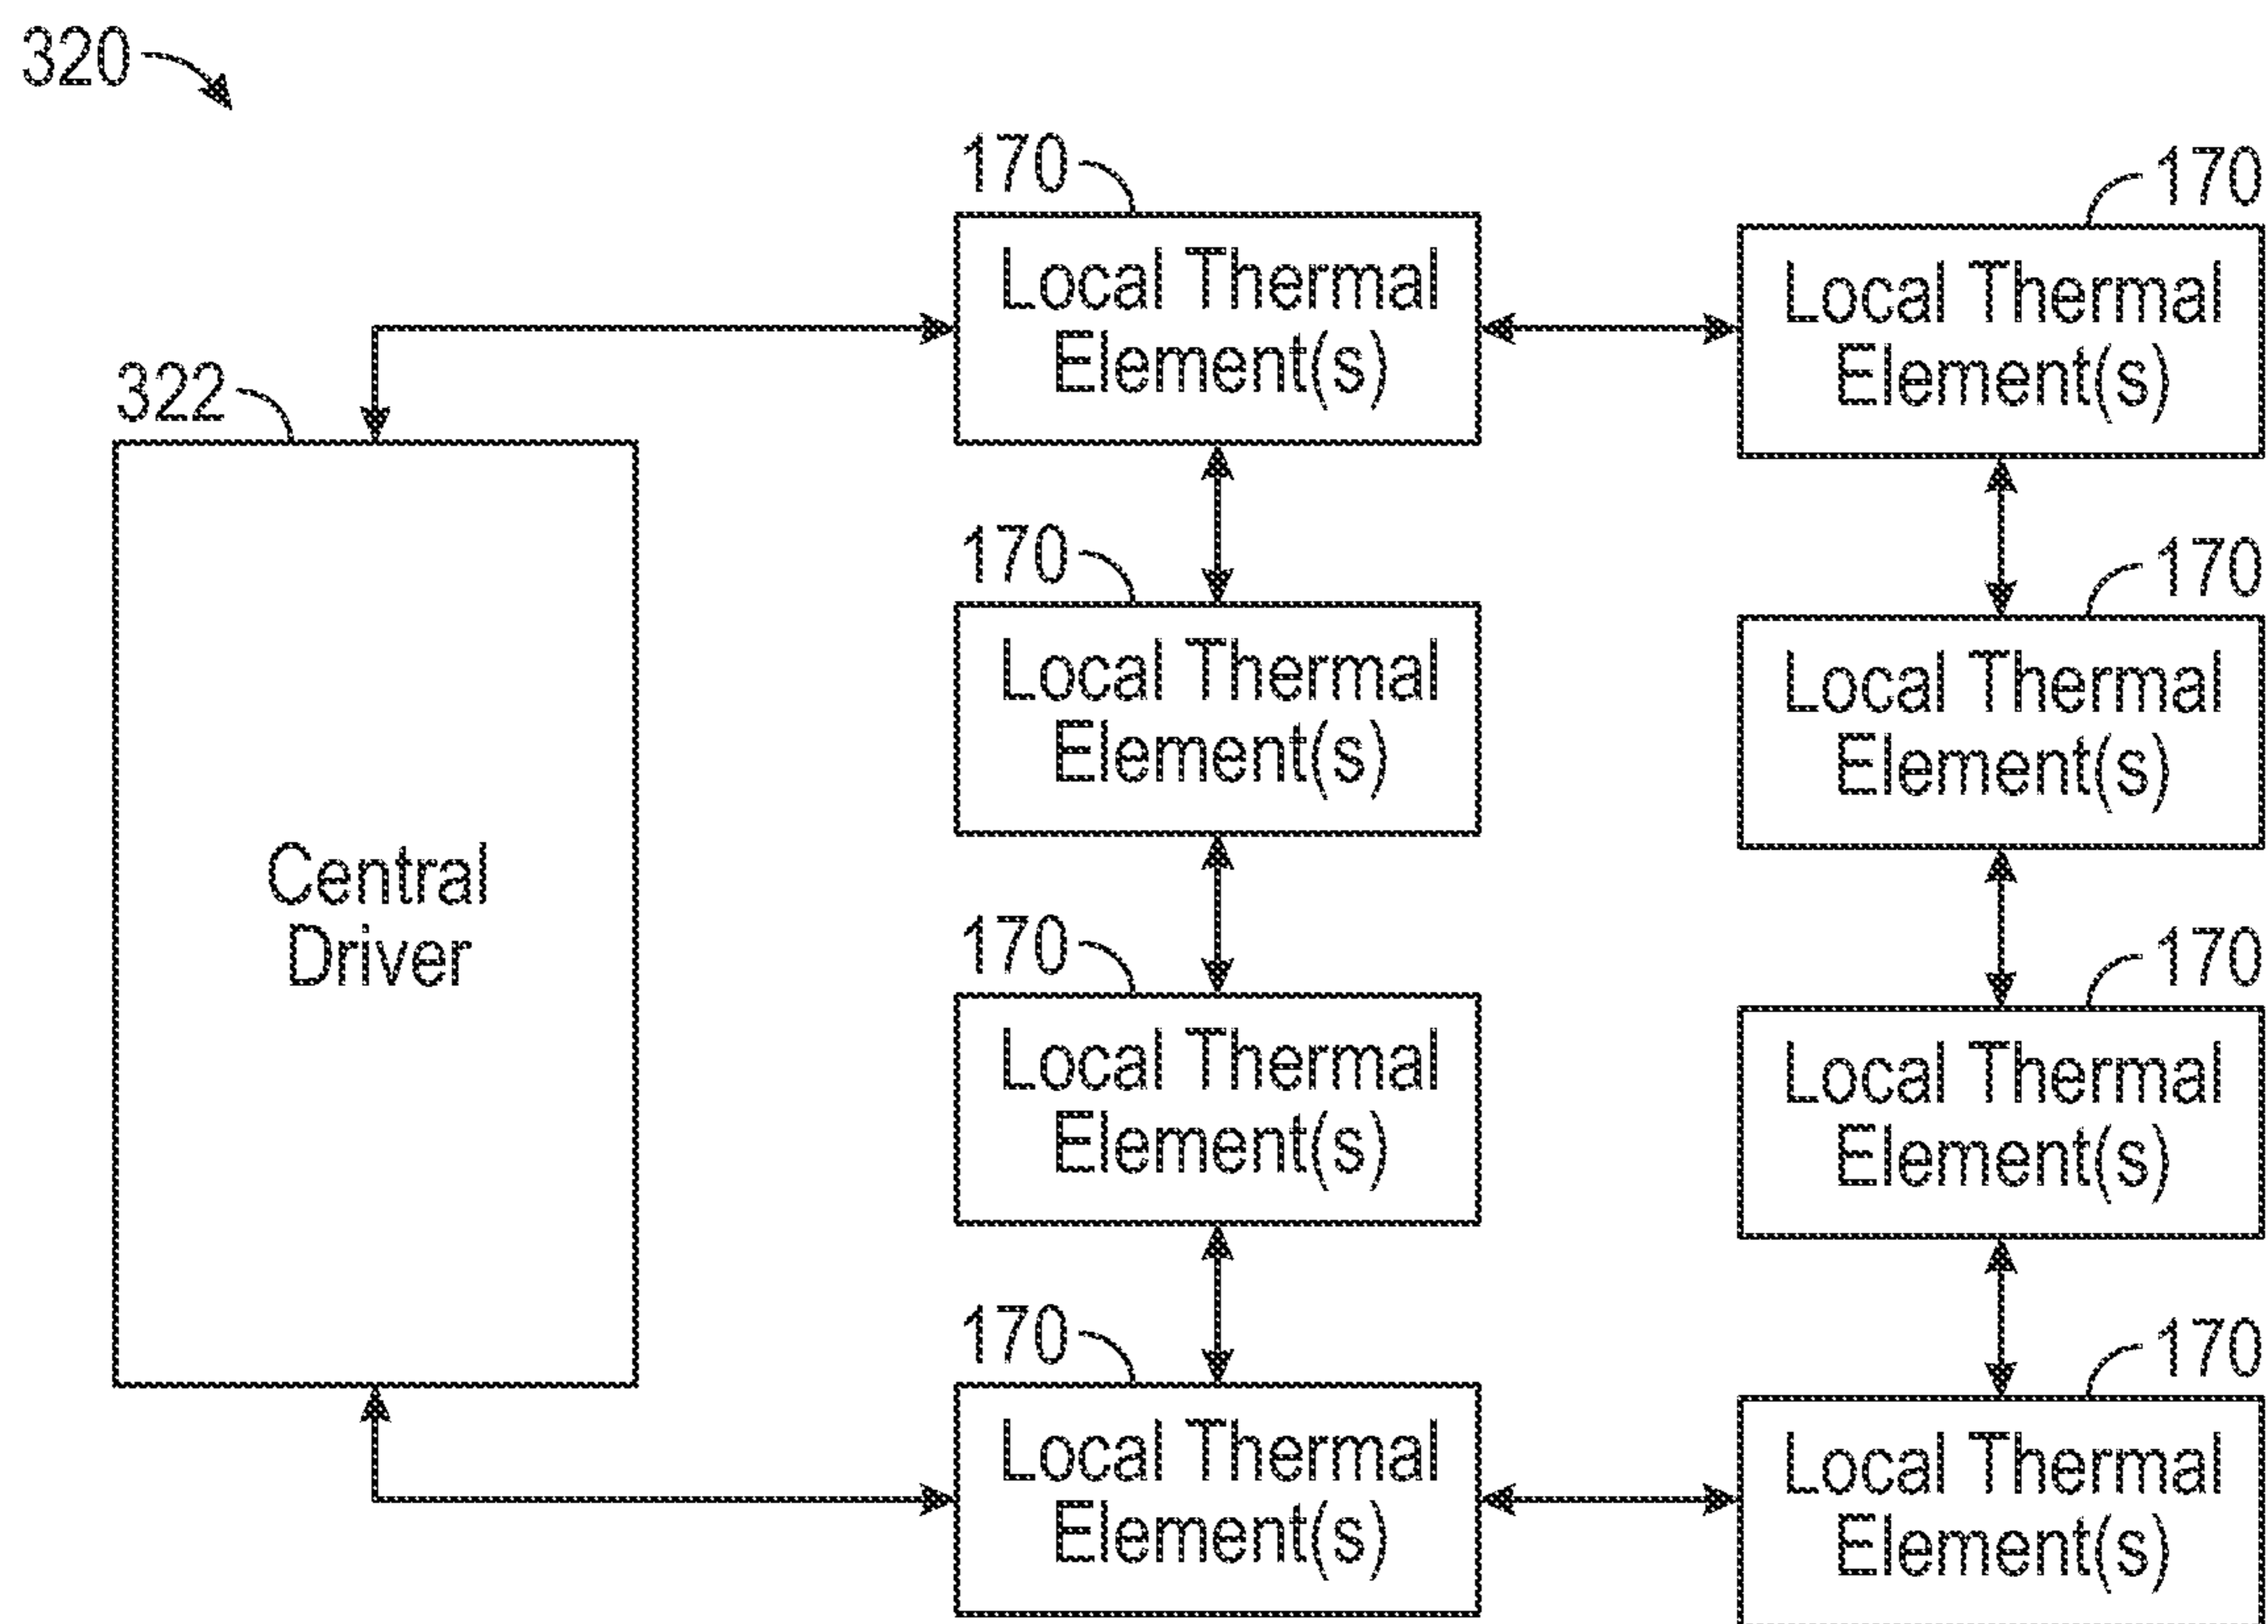 320
170
170
Local Thermal
Element(s)
Local Thermal
Element(s)
322
Central
Driver
170
170
Local Thermal
Element(s)
Local Thermal
Element(s)
170
170
Local Thermal
Element(s)
Local Thermal
Element(s)
170
170
Local Thermal
Element(s)
Local Thermal
Element(s)